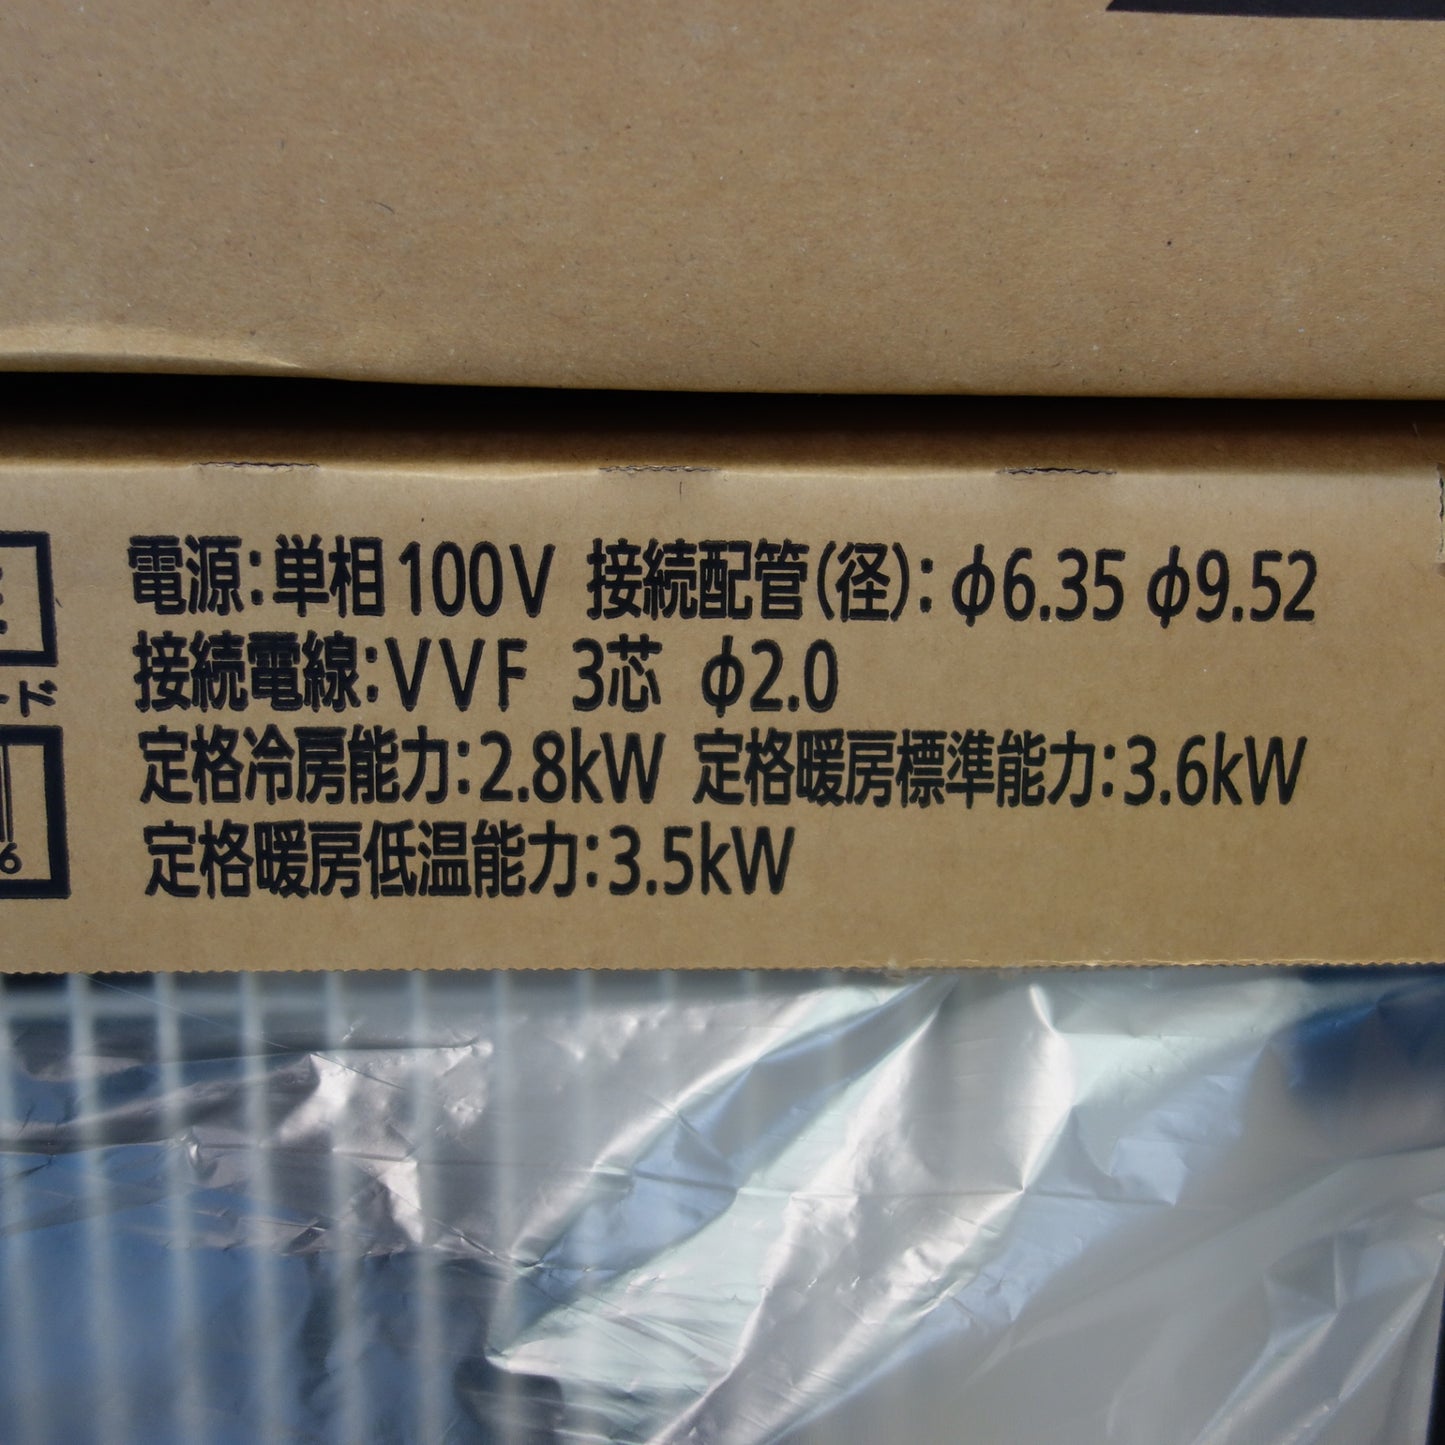 電源:単相100V 接続配管(径):φ6.35 φ9.52
接続電線:VVF 3芯 φ2.0
定格冷房能力:2.8kW 定格暖房標準能力:3.6kW
定格暖房低温能力:3.5kW
6